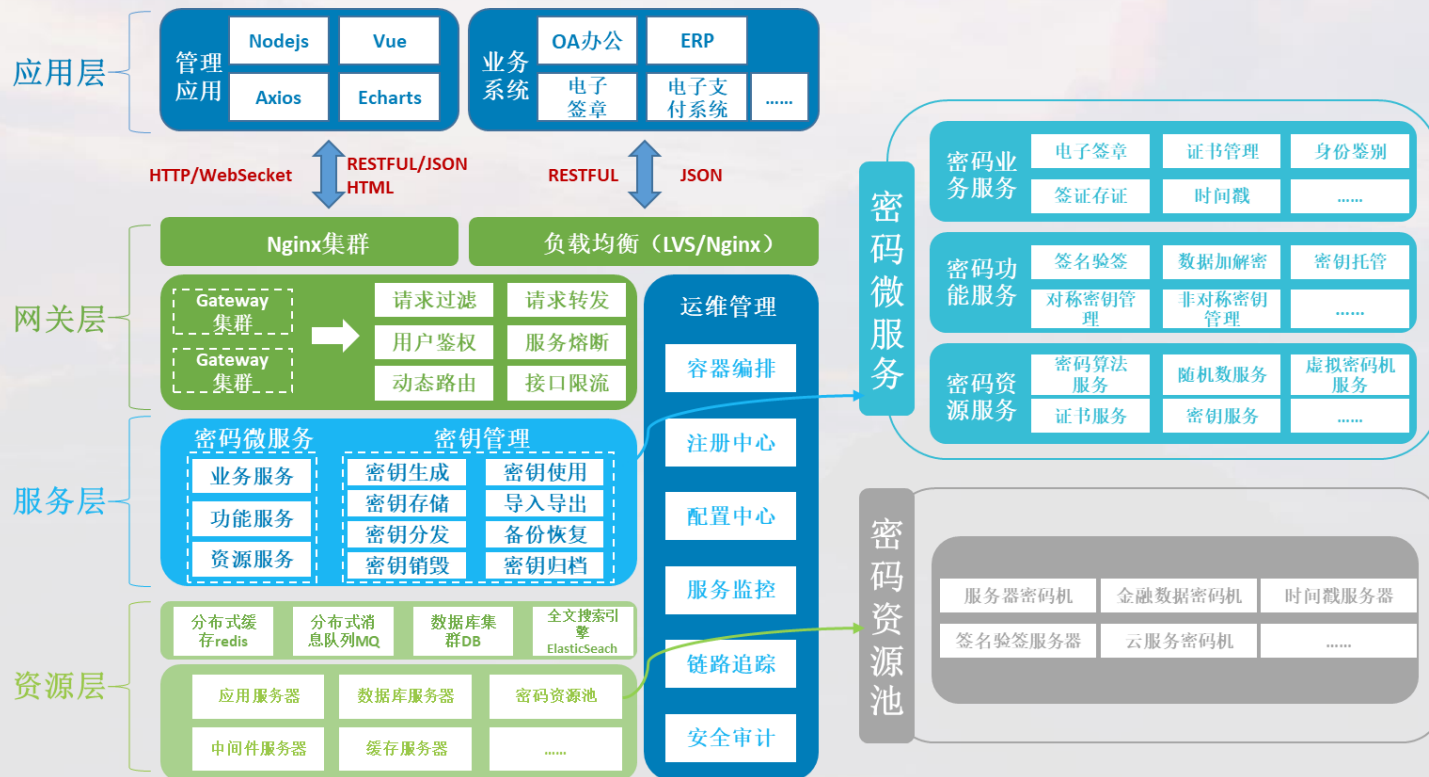 应用层
管理
应用
Nodejs
Vue
Axios
Echarts
业务
系统
OA办公
ERP
电子
签章
电子支
付系统
……
HTTP/WebSecket
RESTFUL/JSON
HTML
RESTFUL
JSON
网关层
Nginx集群
负载均衡（LVS/Nginx）
Gateway
集群
Gateway
集群
请求过滤
请求转发
用户鉴权
服务熔断
动态路由
接口限流
服务层
密码微服务
业务服务
功能服务
资源服务
密钥管理
密钥生成
密钥使用
密钥存储
导入导出
密钥分发
备份恢复
密钥销毁
密钥归档
资源层
分布式缓
存redis
分布式消
息队列MQ
数据库集
群DB
全文搜索引
擎
ElasticSeach
应用服务器
数据库服务器
密码资源池
中间件服务器
缓存服务器
……
运维管理
容器编排
注册中心
配置中心
服务监控
链路追踪
安全审计
密码微服务
密码业
务服务
电子签章
证书管理
身份鉴别
签证存证
时间戳
……
密码功
能服务
签名验签
数据加解密
密钥托管
对称密钥管
理
非对称密钥
管理
……
密码资
源服务
密码算法
服务
随机数服务
虚拟密码机
服务
证书服务
密钥服务
……
密码资源池
服务器密码机
金融数据密码机
时间戳服务器
签名验签服务器
云服务密码机
……